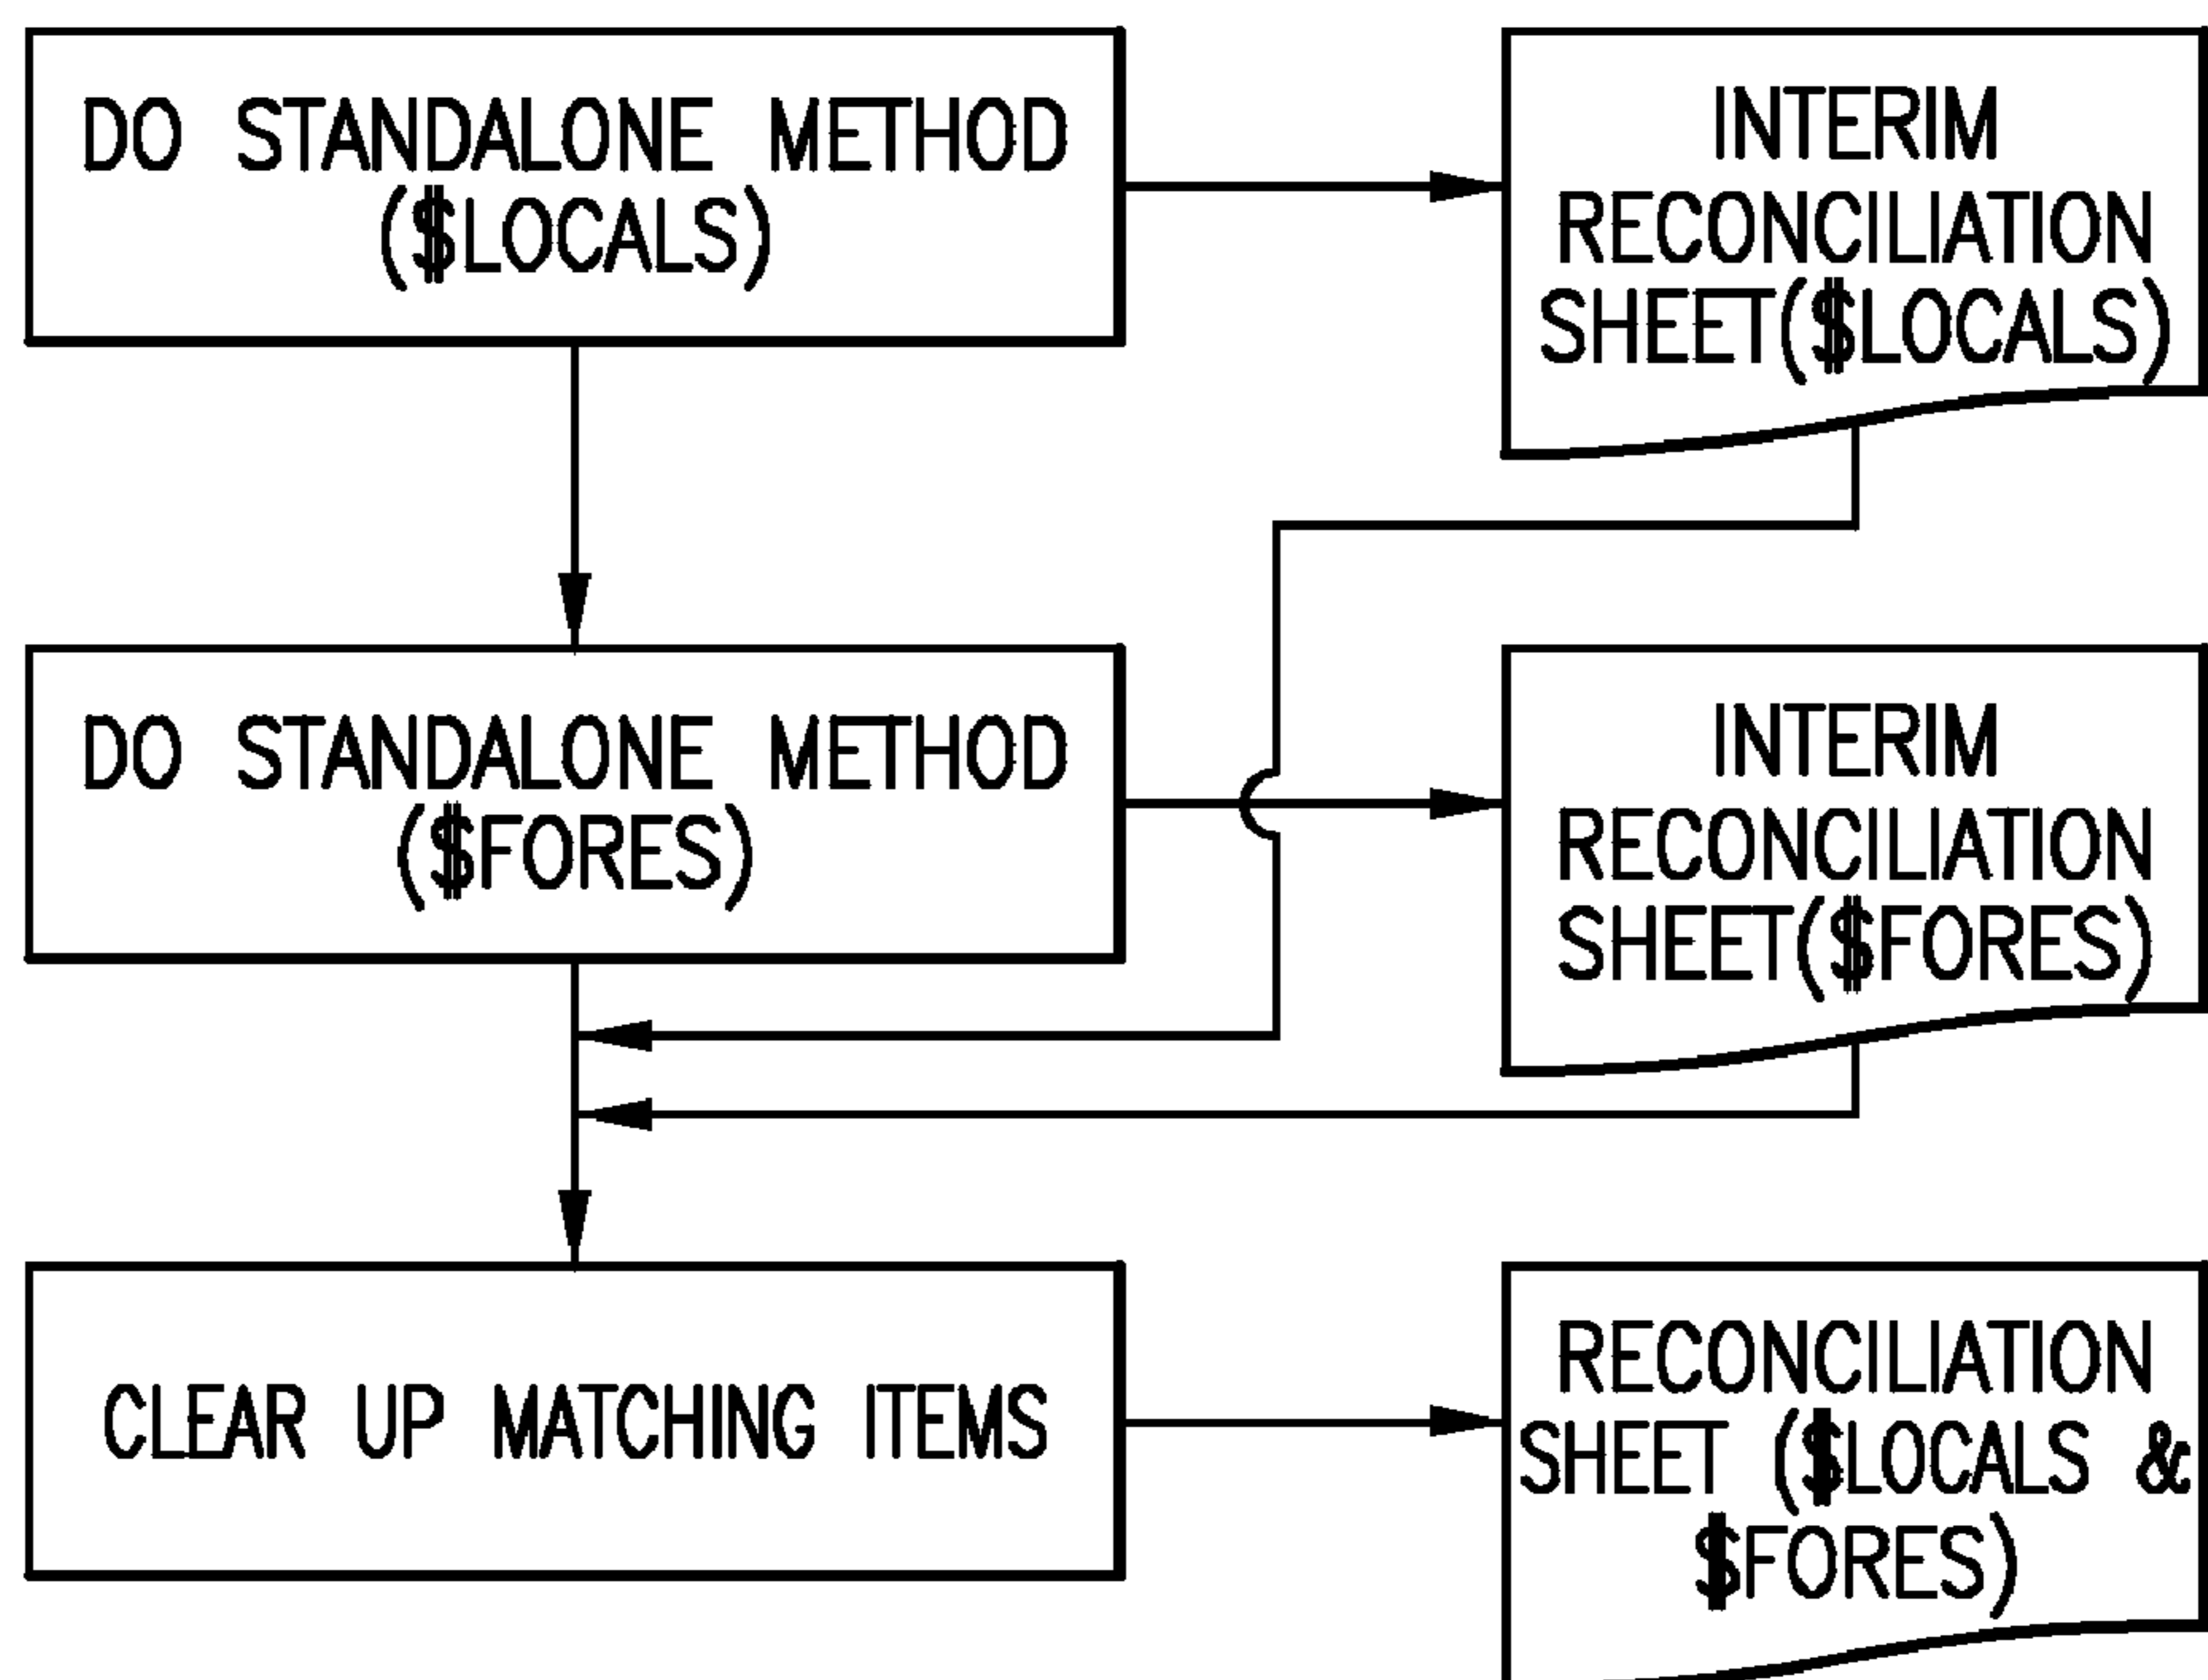 DO STANDALONE METHOD
($LOCALS)
INTERIM
RECONCILIATION
SHEET($LOCALS)
DO STANDALONE METHOD
($FORES)
INTERIM
RECONCILIATION
SHEET($FORES)
CLEAR UP MATCHING ITEMS
RECONCILIATION
SHEET ($LOCALS &
$FORES)